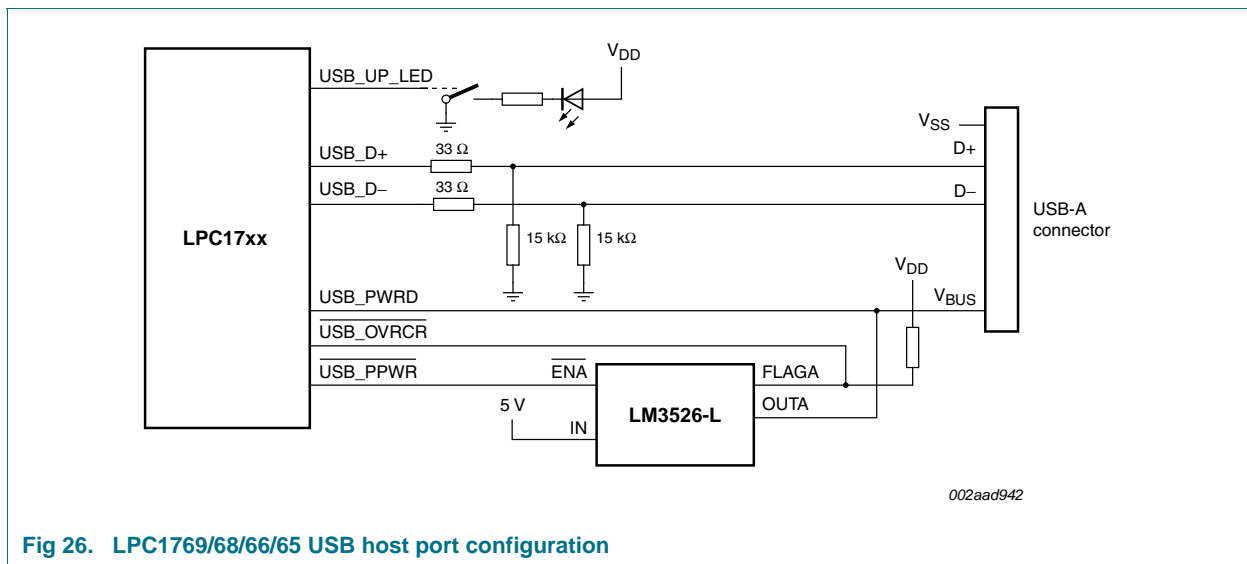 V_DD
USB_UP_LED
V_SS
USB_D+ 33 Ω D+
USB_D− 33 Ω D−
USB-A
connector
LPC17xx
15 kΩ 15 kΩ
V_DD
USB_PWRD V_BUS
USB_OVRCR
USB_PPWR ENA FLAGA
5 V OUTA
LM3526-L
IN
002aad942
Fig 26. LPC1769/68/66/65 USB host port configuration